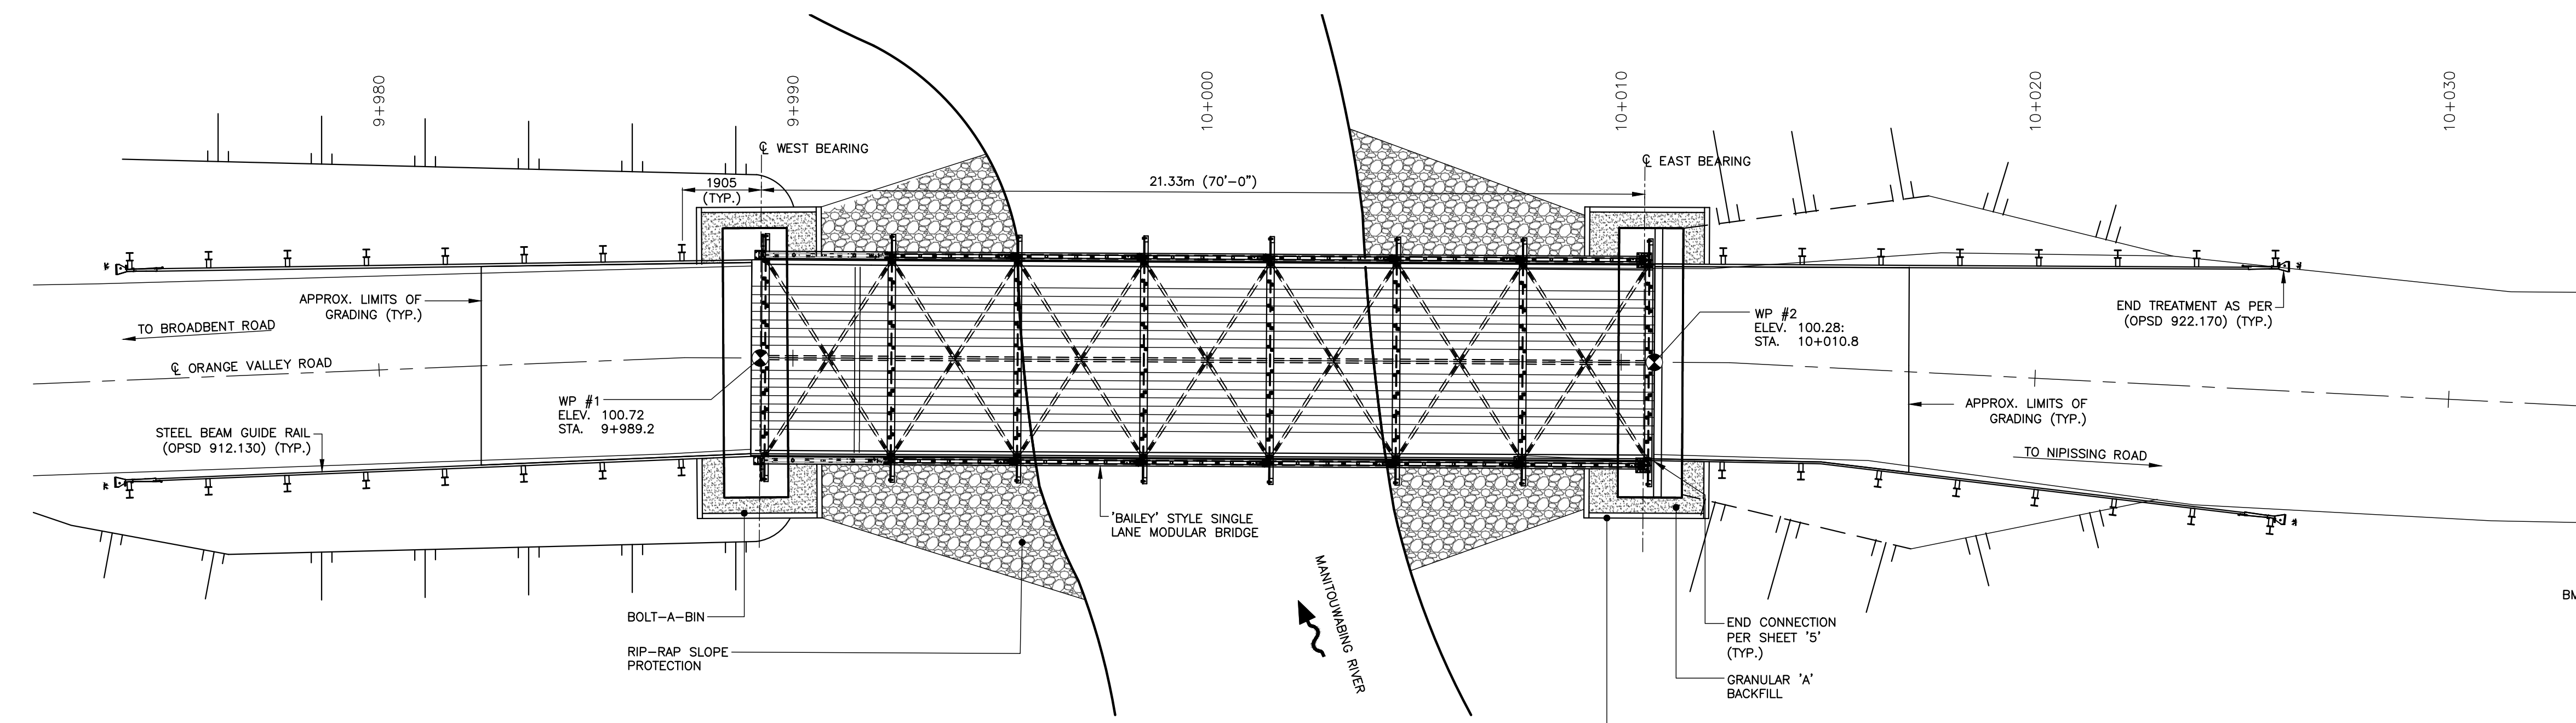 9+980
9+990
10+000
10+010
10+020
10+030
℄ WEST BEARING
℄ EAST BEARING
1905
(TYP.)
21.33m (70'-0")
APPROX. LIMITS OF
GRADING (TYP.)
TO BROADBENT ROAD
℄ ORANGE VALLEY ROAD
WP #1
ELEV. 100.72
STA. 9+989.2
STEEL BEAM GUIDE RAIL
(OPSD 912.130) (TYP.)
WP #2
ELEV. 100.28:
STA. 10+010.8
END TREATMENT AS PER
(OPSD 922.170) (TYP.)
APPROX. LIMITS OF
GRADING (TYP.)
TO NIPISSING ROAD
'BAILEY' STYLE SINGLE
LANE MODULAR BRIDGE
MANITOUWABING RIVER
BOLT-A-BIN
RIP-RAP SLOPE
PROTECTION
END CONNECTION
PER SHEET '5'
(TYP.)
GRANULAR 'A'
BACKFILL
BM